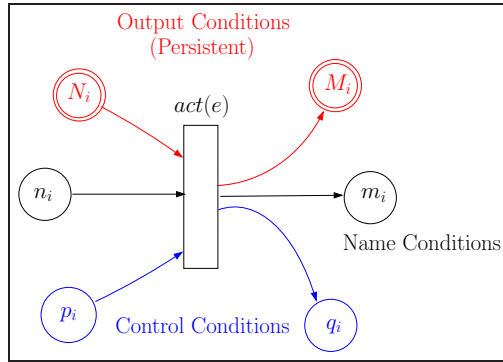 Output Conditions
(Persistent)
N_i
M_i
act(e)
n_i
m_i
Name Conditions
p_i
Control Conditions
q_i